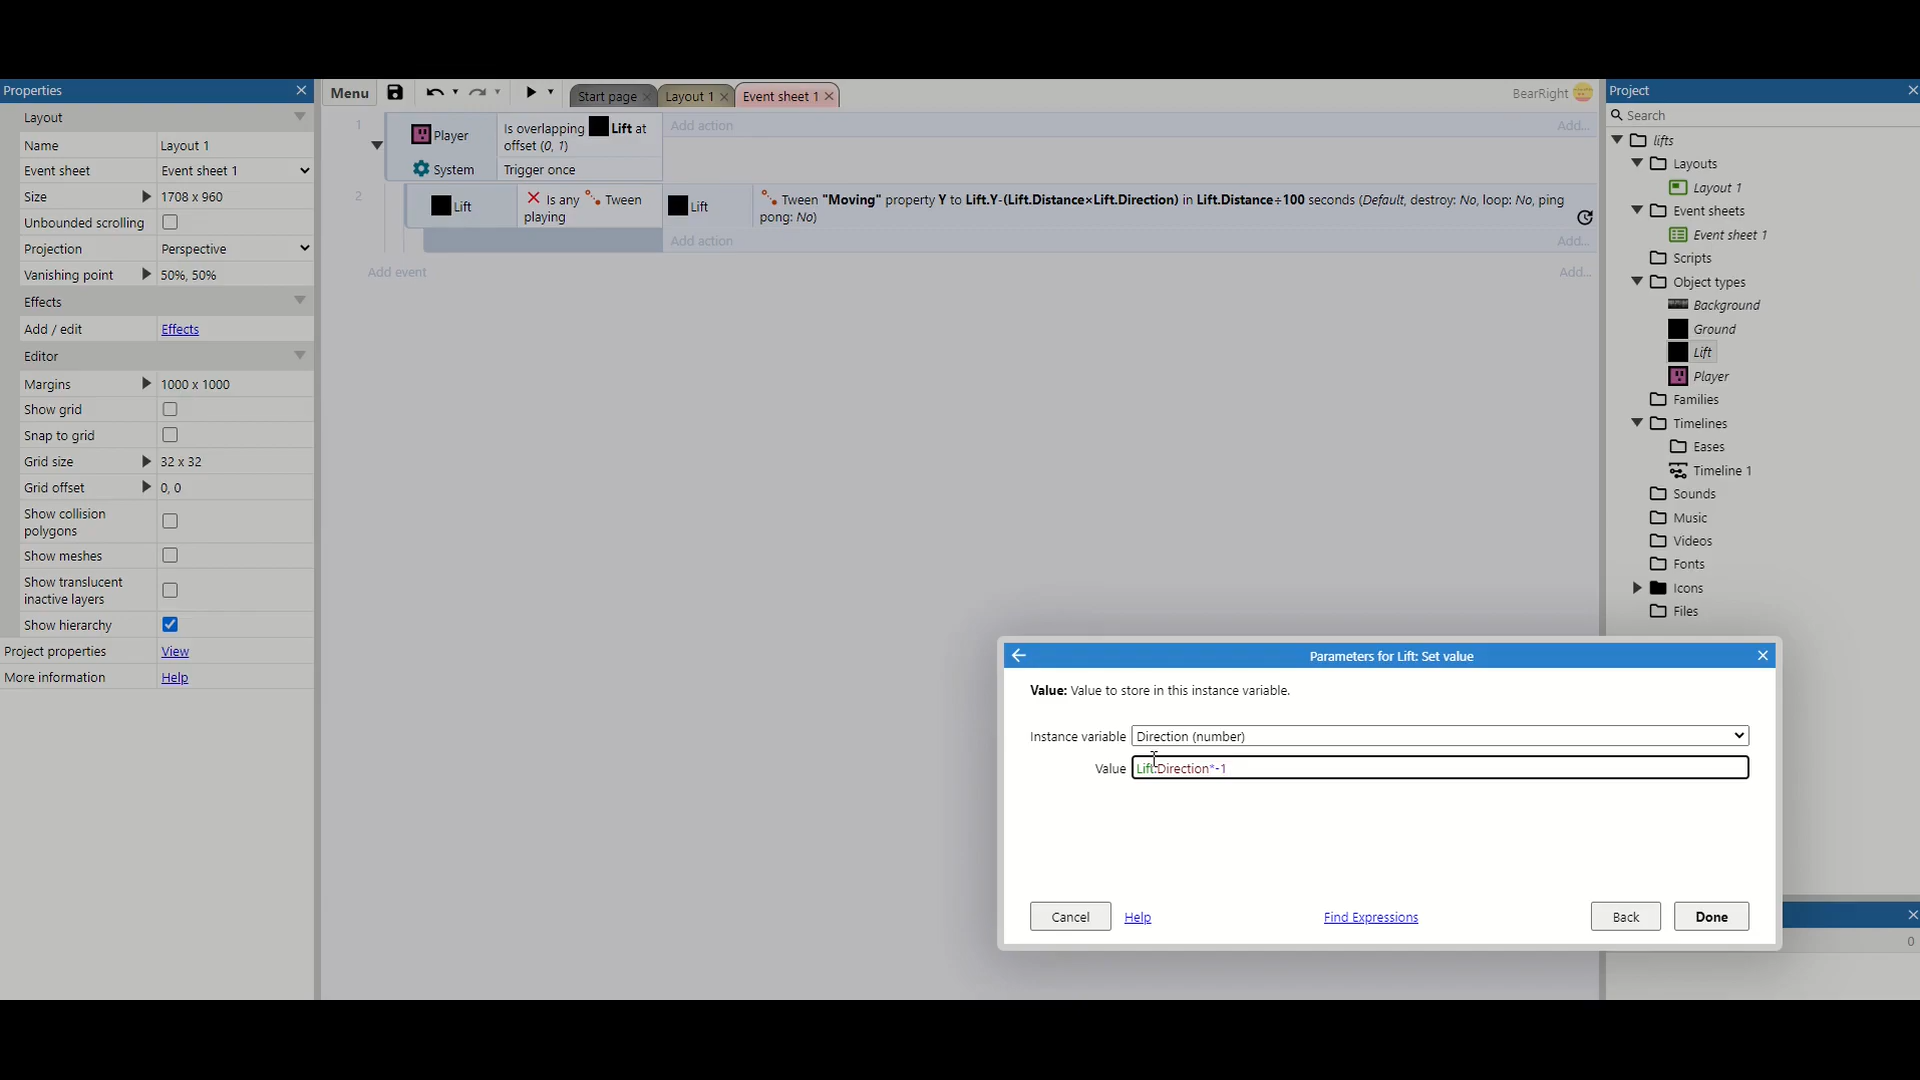 Properties
Layout
Name Layout 1
Event sheet Event sheet 1
Size 1708 x 960
Unbounded scrolling
Projection Perspective
Vanishing point 50%, 50%
Effects
Add / edit Effects
Editor
Margins 1000 x 1000
Show grid
Snap to grid
Grid size 32 x 32
Grid offset 0, 0
Show collision
polygons
Show meshes
Show translucent
inactive layers
Show hierarchy
Project properties View
More information Help
Menu
Start page
Layout 1
Event sheet 1
BearRight
1
Player
Is overlapping Lift at
offset (0, 1)
System Trigger once
Add action Add...
2
Lift
Is any Tween
playing
Lift
Tween "Moving" property Y to Lift.Y-(Lift.Distance×Lift.Direction) in Lift.Distance÷100 seconds (Default, destroy: No, loop: No, ping
pong: No)
Add action Add...
Add event Add...
Project
Search
lifts
Layouts
Layout 1
Event sheets
Event sheet 1
Scripts
Object types
Background
Ground
Lift
Player
Families
Timelines
Eases
Timeline 1
Sounds
Music
Videos
Fonts
Icons
Files
0
Parameters for Lift: Set value
Value: Value to store in this instance variable.
Instance variable Direction (number)
Value Lift.Direction*-1
Cancel Help Find Expressions Back Done